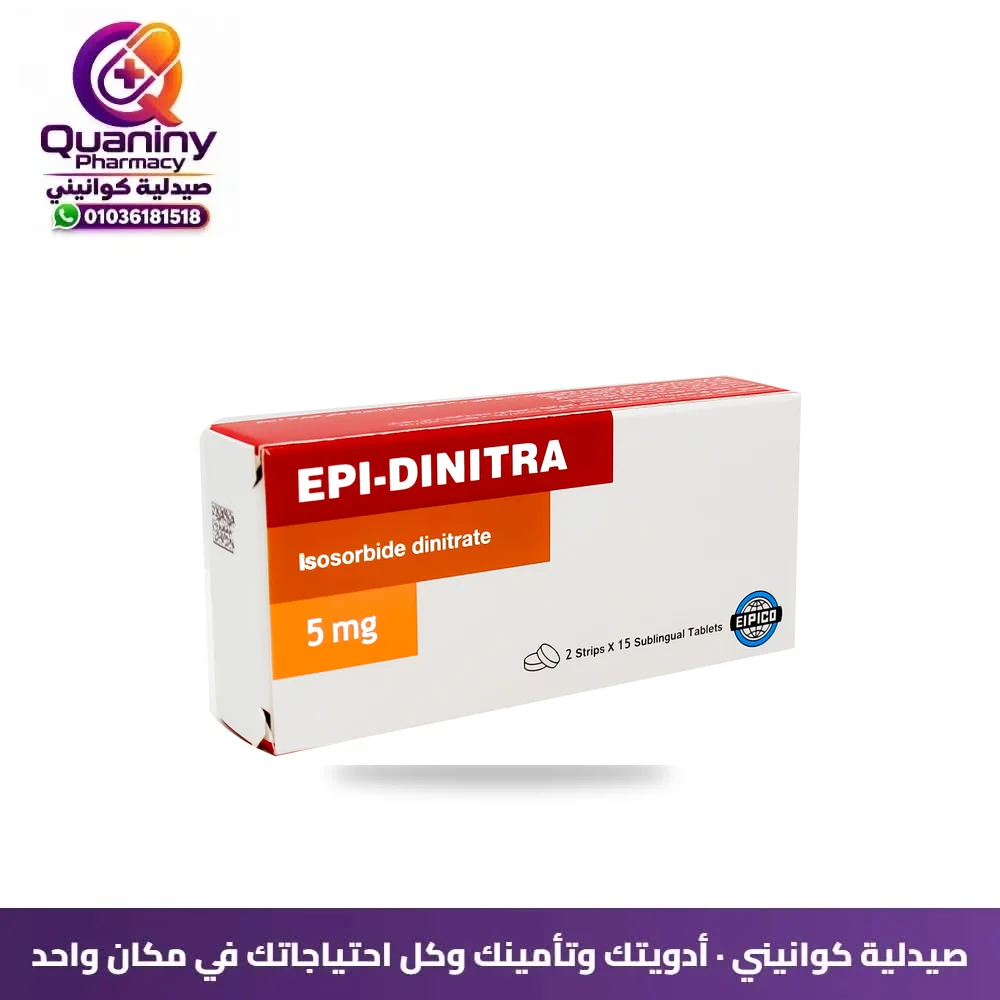 Quaniny
Pharmacy
صيدلية كوانيني
01036181518
EPI-DINITRA
Isosorbide dinitrate
5 mg
2 Strips X 15 Sublingual Tablets
EIPICO
صيدلية كوانيني · أدويتك وتأمينك وكل احتياجاتك في مكان واحد